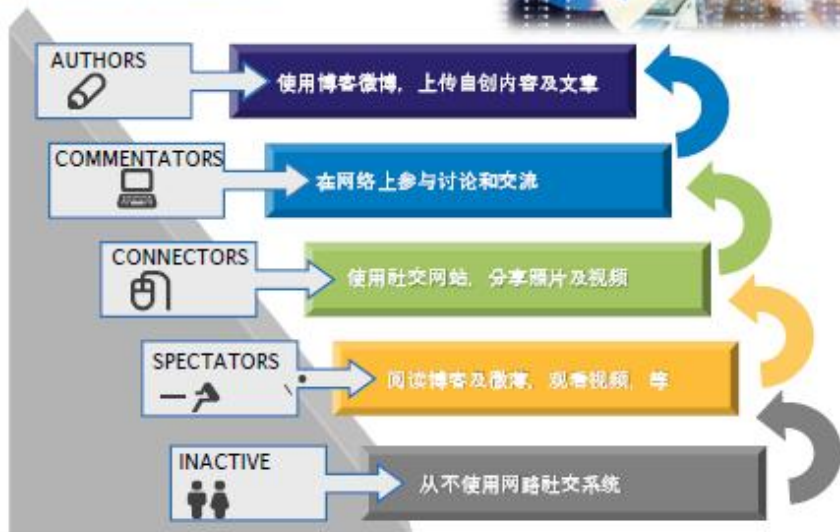 AUTHORS
使用博客微博，上传自创内容及文章
COMMENTATORS
在网络上参与讨论和交流
CONNECTORS
使用社交网站，分享照片及视频
SPECTATORS
阅读博客及微薄，观看视频，等
INACTIVE
从不使用网路社交系统